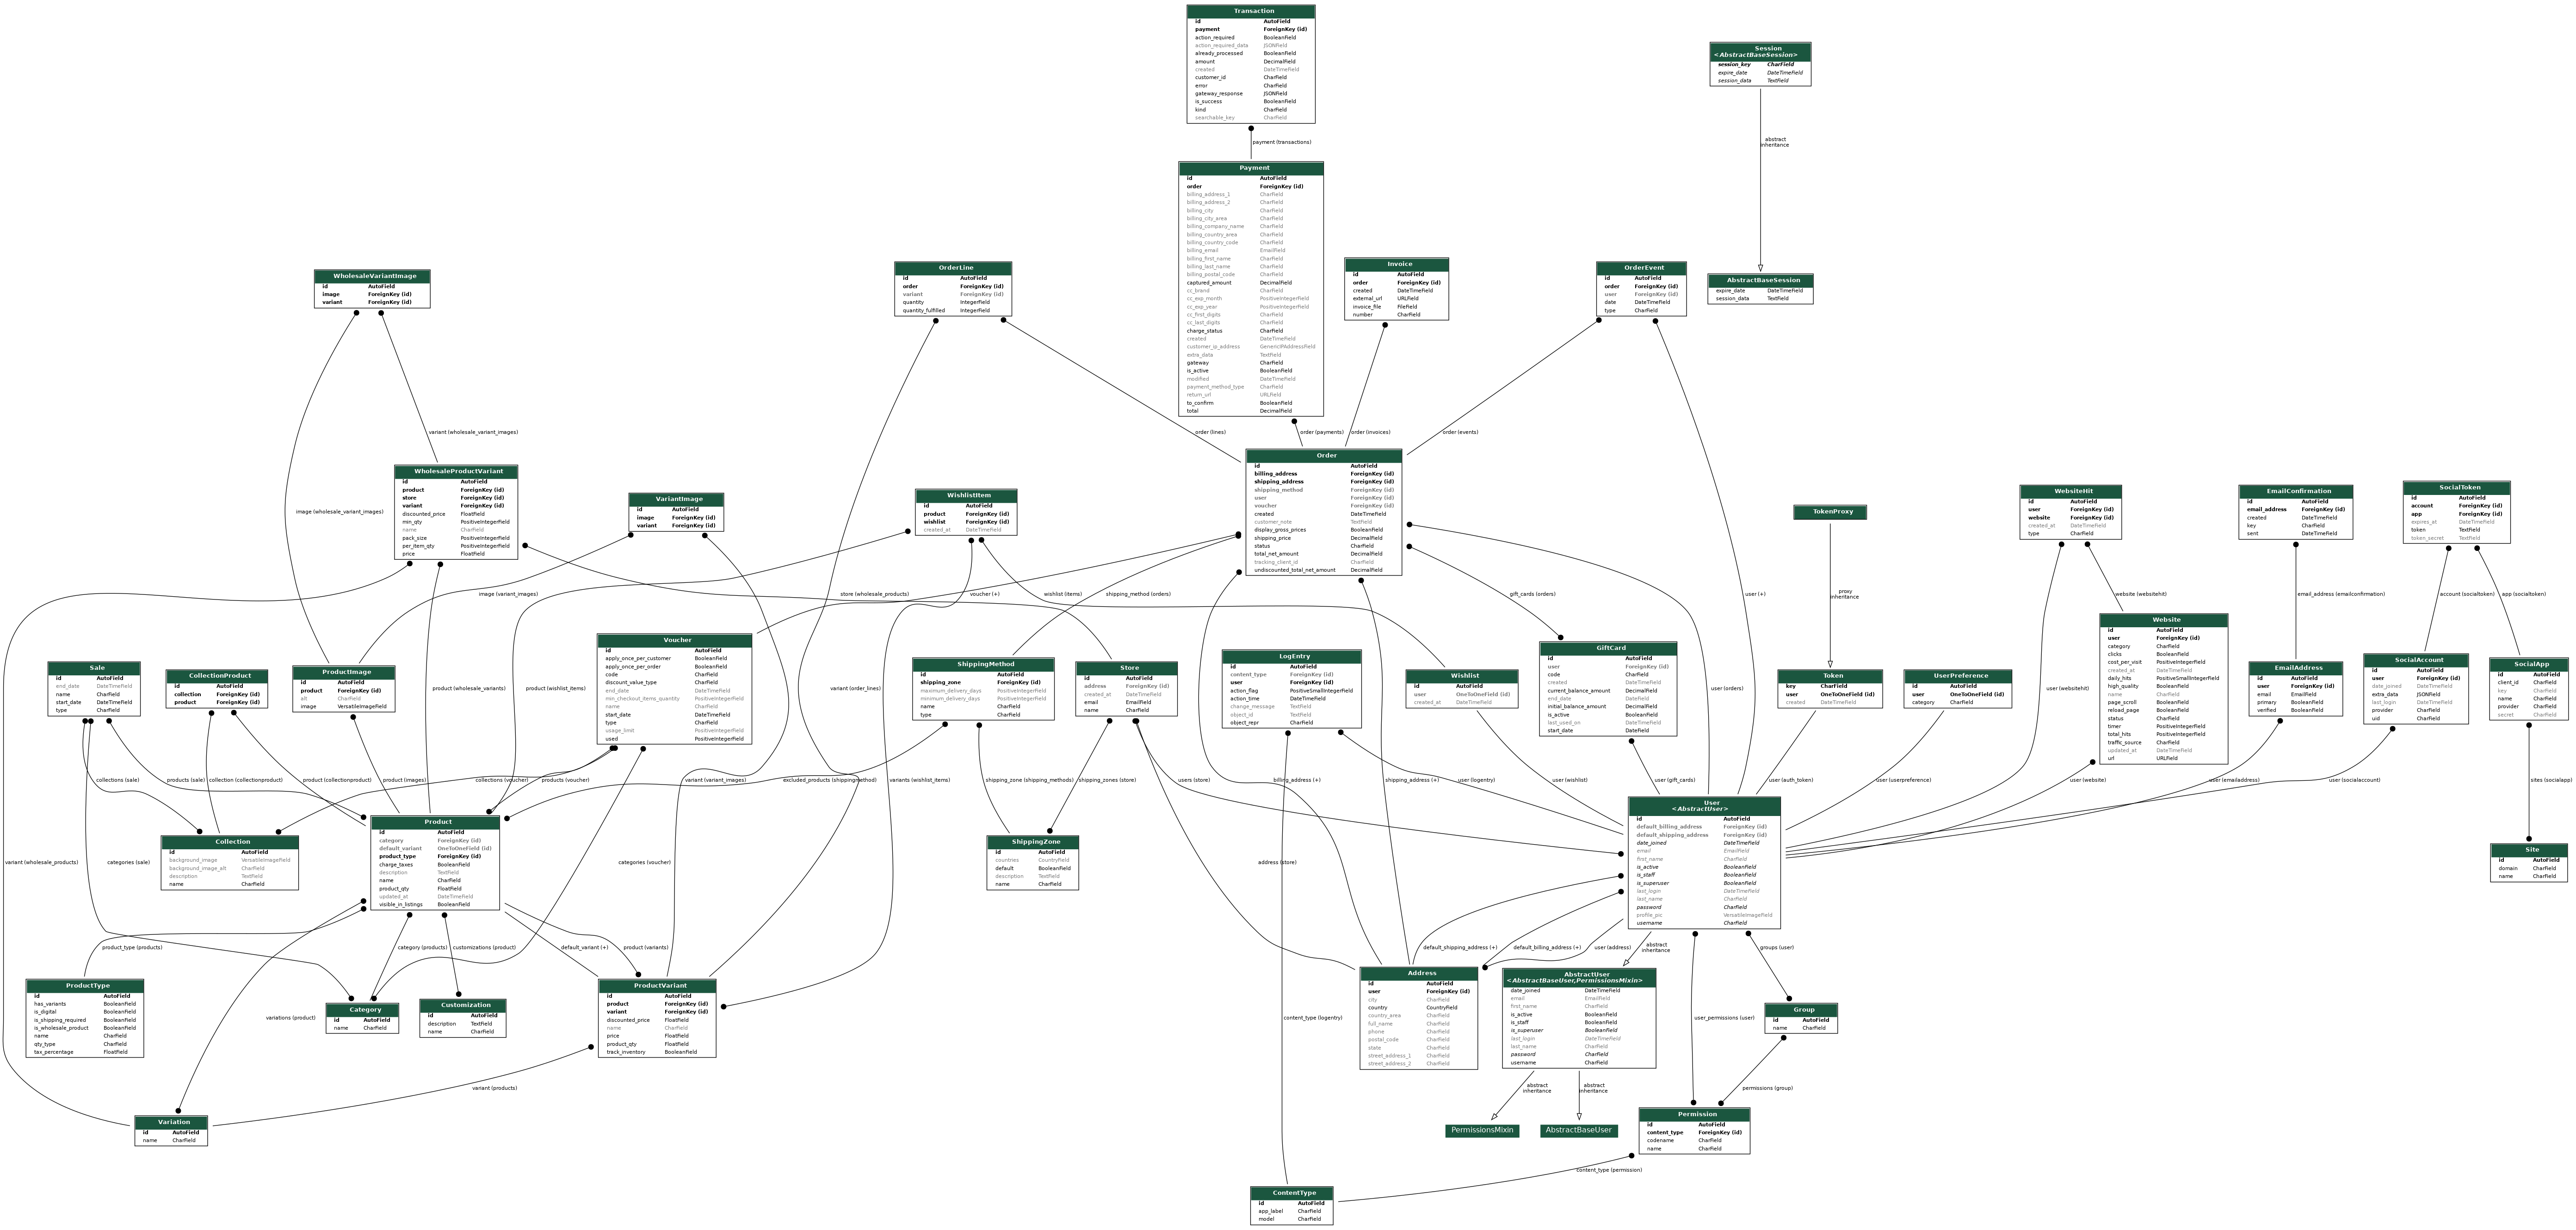 Transaction
id AutoField
payment ForeignKey (id)
action_required BooleanField
action_required_data JSONField
already_processed BooleanField
amount DecimalField
created DateTimeField
customer_id CharField
error CharField
gateway_response JSONField
is_success BooleanField
kind CharField
searchable_key CharField
payment (transactions)
Session
<AbstractBaseSession>
session_key CharField
expire_date DateTimeField
session_data TextField
abstract
inheritance
AbstractBaseSession
expire_date DateTimeField
session_data TextField
Payment
id AutoField
order ForeignKey (id)
billing_address_1 CharField
billing_address_2 CharField
billing_city CharField
billing_city_area CharField
billing_company_name CharField
billing_country_area CharField
billing_country_code CharField
billing_email EmailField
billing_first_name CharField
billing_last_name CharField
billing_postal_code CharField
captured_amount DecimalField
cc_brand CharField
cc_exp_month PositiveIntegerField
cc_exp_year PositiveIntegerField
cc_first_digits CharField
cc_last_digits CharField
charge_status CharField
created DateTimeField
customer_ip_address GenericIPAddressField
extra_data TextField
gateway CharField
is_active BooleanField
modified DateTimeField
payment_method_type CharField
return_url URLField
to_confirm BooleanField
total DecimalField
WholesaleVariantImage
id AutoField
image ForeignKey (id)
variant ForeignKey (id)
OrderLine
id AutoField
order ForeignKey (id)
variant ForeignKey (id)
quantity IntegerField
quantity_fulfilled IntegerField
Invoice
id AutoField
order ForeignKey (id)
created DateTimeField
external_url URLField
invoice_file FileField
number CharField
OrderEvent
id AutoField
order ForeignKey (id)
user ForeignKey (id)
date DateTimeField
type CharField
variant (wholesale_variant_images)
order (lines)
order (payments)
order (invoices)
order (events)
WholesaleProductVariant
id AutoField
product ForeignKey (id)
store ForeignKey (id)
variant ForeignKey (id)
discounted_price FloatField
min_qty PositiveIntegerField
name CharField
pack_size PositiveIntegerField
per_item_qty PositiveIntegerField
price FloatField
image (wholesale_variant_images)
VariantImage
id AutoField
image ForeignKey (id)
variant ForeignKey (id)
WishlistItem
id AutoField
product ForeignKey (id)
wishlist ForeignKey (id)
created_at DateTimeField
Order
id AutoField
billing_address ForeignKey (id)
shipping_address ForeignKey (id)
shipping_method ForeignKey (id)
user ForeignKey (id)
voucher ForeignKey (id)
created DateTimeField
customer_note TextField
display_gross_prices BooleanField
shipping_price DecimalField
status CharField
total_net_amount DecimalField
tracking_client_id CharField
undiscounted_total_net_amount DecimalField
TokenProxy
WebsiteHit
id AutoField
user ForeignKey (id)
website ForeignKey (id)
created_at DateTimeField
type CharField
EmailConfirmation
id AutoField
email_address ForeignKey (id)
created DateTimeField
key CharField
sent DateTimeField
SocialToken
id AutoField
account ForeignKey (id)
app ForeignKey (id)
expires_at DateTimeField
token TextField
token_secret TextField
image (variant_images)
store (wholesale_products)
voucher (+)
wishlist (items)
shipping_method (orders)
gift_cards (orders)
user (+)
proxy
inheritance
website (websitehit)
email_address (emailconfirmation)
account (socialtoken)
app (socialtoken)
Sale
id AutoField
end_date DateTimeField
name CharField
start_date DateTimeField
type CharField
CollectionProduct
id AutoField
collection ForeignKey (id)
product ForeignKey (id)
ProductImage
id AutoField
product ForeignKey (id)
alt CharField
image VersatileImageField
product (wholesale_variants)
product (wishlist_items)
Voucher
id AutoField
apply_once_per_customer BooleanField
apply_once_per_order BooleanField
code CharField
discount_value_type CharField
end_date DateTimeField
min_checkout_items_quantity PositiveIntegerField
name CharField
start_date DateTimeField
type CharField
usage_limit PositiveIntegerField
used PositiveIntegerField
variant (order_lines)
ShippingMethod
id AutoField
shipping_zone ForeignKey (id)
maximum_delivery_days PositiveIntegerField
minimum_delivery_days PositiveIntegerField
name CharField
type CharField
Store
id AutoField
address ForeignKey (id)
created_at DateTimeField
email EmailField
name CharField
LogEntry
id AutoField
content_type ForeignKey (id)
user ForeignKey (id)
action_flag PositiveSmallIntegerField
action_time DateTimeField
change_message TextField
object_id TextField
object_repr CharField
Wishlist
id AutoField
user OneToOneField (id)
created_at DateTimeField
GiftCard
id AutoField
user ForeignKey (id)
code CharField
created DateTimeField
current_balance_amount DecimalField
end_date DateField
initial_balance_amount DecimalField
is_active BooleanField
last_used_on DateTimeField
start_date DateField
user (orders)
Token
key CharField
user OneToOneField (id)
created DateTimeField
UserPreference
id AutoField
user OneToOneField (id)
category CharField
user (websitehit)
Website
id AutoField
user ForeignKey (id)
category CharField
clicks BooleanField
cost_per_visit PositiveIntegerField
created_at DateTimeField
daily_hits PositiveSmallIntegerField
high_quality BooleanField
name CharField
page_scroll BooleanField
reload_page BooleanField
status CharField
timer PositiveIntegerField
total_hits PositiveIntegerField
traffic_source CharField
updated_at DateTimeField
url URLField
EmailAddress
id AutoField
user ForeignKey (id)
email EmailField
primary BooleanField
verified BooleanField
SocialAccount
id AutoField
user ForeignKey (id)
date_joined DateTimeField
extra_data JSONField
last_login DateTimeField
provider CharField
uid CharField
SocialApp
id AutoField
client_id CharField
key CharField
name CharField
provider CharField
secret CharField
collections (sale)
products (sale)
collection (collectionproduct)
product (collectionproduct)
product (images)
collections (voucher)
products (voucher)
variant (variant_images)
excluded_products (shippingmethod)
variants (wishlist_items)
shipping_zone (shipping_methods)
shipping_zones (store)
users (store)
billing_address (+)
shipping_address (+)
user (logentry)
user (wishlist)
user (gift_cards)
user (auth_token)
user (userpreference)
user (website)
user (emailaddress)
user (socialaccount)
sites (socialapp)
Collection
id AutoField
background_image VersatileImageField
background_image_alt CharField
description TextField
name CharField
Product
id AutoField
category ForeignKey (id)
default_variant OneToOneField (id)
product_type ForeignKey (id)
charge_taxes BooleanField
description TextField
name CharField
product_qty FloatField
updated_at DateTimeField
visible_in_listings BooleanField
ShippingZone
id AutoField
countries CountryField
default BooleanField
description TextField
name CharField
User
<AbstractUser>
id AutoField
default_billing_address ForeignKey (id)
default_shipping_address ForeignKey (id)
date_joined DateTimeField
email EmailField
first_name CharField
is_active BooleanField
is_staff BooleanField
is_superuser BooleanField
last_login DateTimeField
last_name CharField
password CharField
profile_pic VersatileImageField
username CharField
Site
id AutoField
domain CharField
name CharField
variant (wholesale_products)
categories (sale)
categories (voucher)
address (store)
product_type (products)
category (products)
customizations (product)
default_variant (+)
product (variants)
default_shipping_address (+)
default_billing_address (+)
user (address)
abstract
inheritance
groups (user)
ProductType
id AutoField
has_variants BooleanField
is_digital BooleanField
is_shipping_required BooleanField
is_wholesale_product BooleanField
name CharField
qty_type CharField
tax_percentage FloatField
variations (product)
Category
id AutoField
name CharField
Customization
id AutoField
description TextField
name CharField
ProductVariant
id AutoField
product ForeignKey (id)
variant ForeignKey (id)
discounted_price FloatField
name CharField
price FloatField
product_qty FloatField
track_inventory BooleanField
content_type (logentry)
Address
id AutoField
user ForeignKey (id)
city CharField
country CountryField
country_area CharField
full_name CharField
phone CharField
postal_code CharField
state CharField
street_address_1 CharField
street_address_2 CharField
AbstractUser
<AbstractBaseUser,PermissionsMixin>
date_joined DateTimeField
email EmailField
first_name CharField
is_active BooleanField
is_staff BooleanField
is_superuser BooleanField
last_login DateTimeField
last_name CharField
password CharField
username CharField
user_permissions (user)
Group
id AutoField
name CharField
variant (products)
abstract
inheritance
abstract
inheritance
permissions (group)
Variation
id AutoField
name CharField
PermissionsMixin
AbstractBaseUser
Permission
id AutoField
content_type ForeignKey (id)
codename CharField
name CharField
content_type (permission)
ContentType
id AutoField
app_label CharField
model CharField